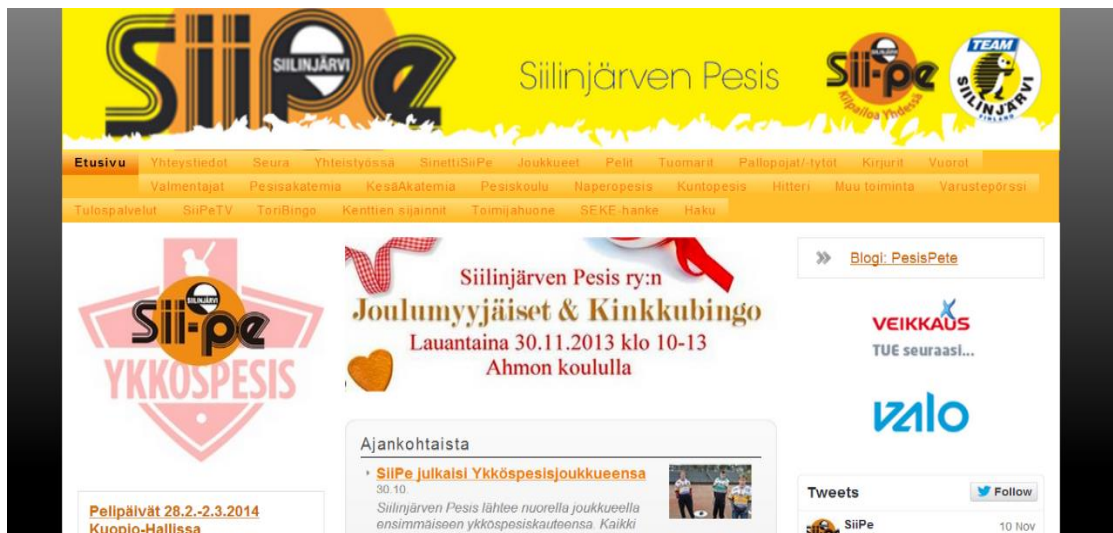 SiiPe
SIILINJÄRVI
Siilinjärven Pesis
Sii-pe
Kilpailoa Yhdessä
TEAM
SIILINJÄRVI
FINLAND
Etusivu Yhteystiedot Seura Yhteistyössä SinettiSiiPe Joukkueet Pelit Tuomarit Pallopojat/-tytöt Kirjurit Vuorot
Valmentajat Pesisakatemia KesäAkatemia Pesiskoulu Naperopesis Kuntopesis Hitteri Muu toiminta Varustepörssi
Tulospalvelut SiiPeTV ToriBingo Kenttien sijainnit Toimijahuone SEKE-hanke Haku
SIILINJÄRVI
Sii-pe
YKKÖSPESIS
Pelipäivät 28.2.-2.3.2014
Kuopio-Hallissa
Siilinjärven Pesis ry:n
Joulumyyjäiset & Kinkkubingo
Lauantaina 30.11.2013 klo 10-13
Ahmon koululla
Ajankohtaista
SiiPe julkaisi Ykköspesisjoukkueensa
30.10.
Siilinjärven Pesis lähtee nuorella joukkueella
ensimmäiseen ykköspesiskauteensa. Kaikki
Blogi: PesisPete
VEIKKAUS
TUE seuraasi...
valo
Tweets
Follow
SiiPe
10 Nov